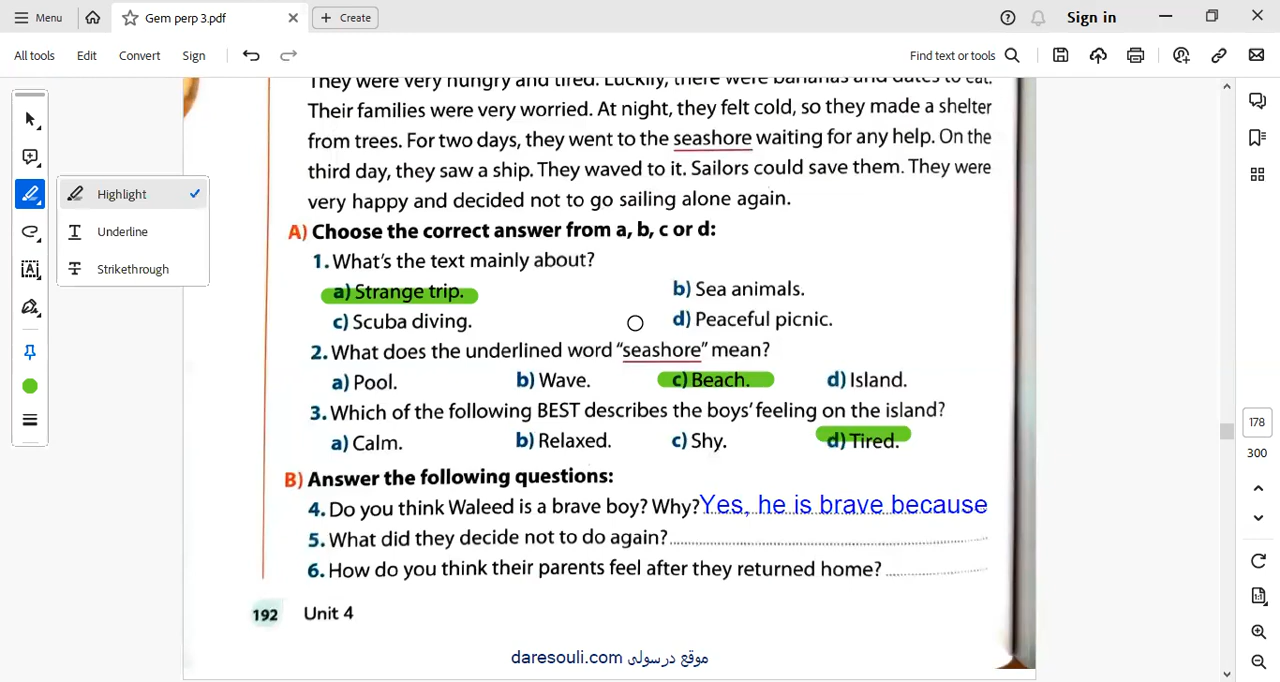 Menu
Gem perp 3.pdf
Create
Sign in
All tools
Edit
Convert
Sign
Find text or tools
They were very hungry and tired. Luckily, there were bananas and dates to eat.
Their families were very worried. At night, they felt cold, so they made a shelter
from trees. For two days, they went to the seashore waiting for any help. On the
third day, they saw a ship. They waved to it. Sailors could save them. They were
very happy and decided not to go sailing alone again.
Highlight
Underline
Strikethrough
A) Choose the correct answer from a, b, c or d:
1. What's the text mainly about?
a) Strange trip.
b) Sea animals.
c) Scuba diving.
d) Peaceful picnic.
2. What does the underlined word "seashore" mean?
a) Pool.
b) Wave.
c) Beach.
d) Island.
3. Which of the following BEST describes the boys' feeling on the island?
a) Calm.
b) Relaxed.
c) Shy.
d) Tired.
B) Answer the following questions:
4. Do you think Waleed is a brave boy? Why? Yes, he is brave because
5. What did they decide not to do again?
6. How do you think their parents feel after they returned home?
192 Unit 4
موقع درسولي daresouli.com
178
300
1:1